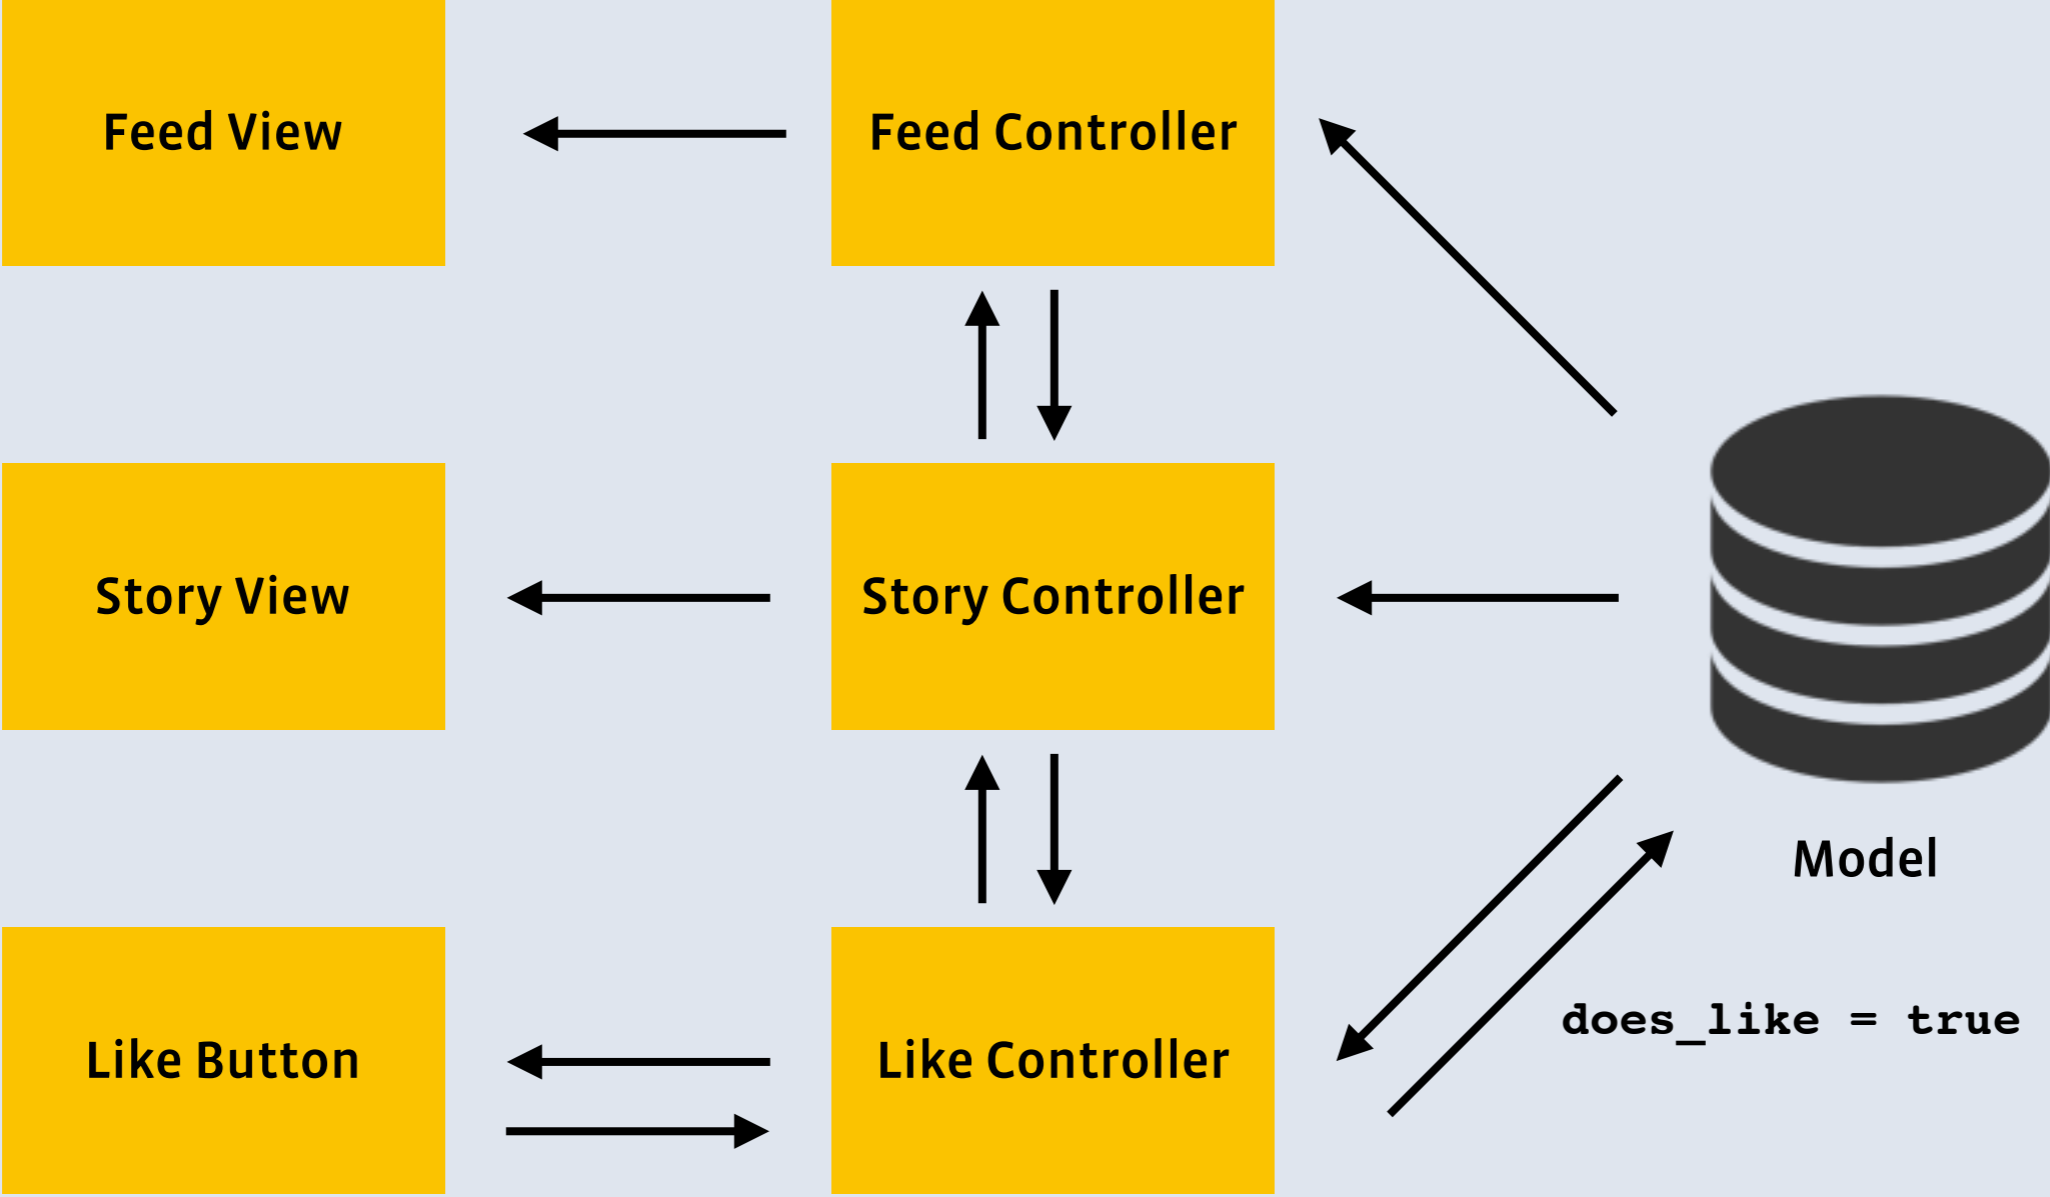 Feed View
Feed Controller
Story View
Story Controller
Model
does_like = true
Like Button
Like Controller